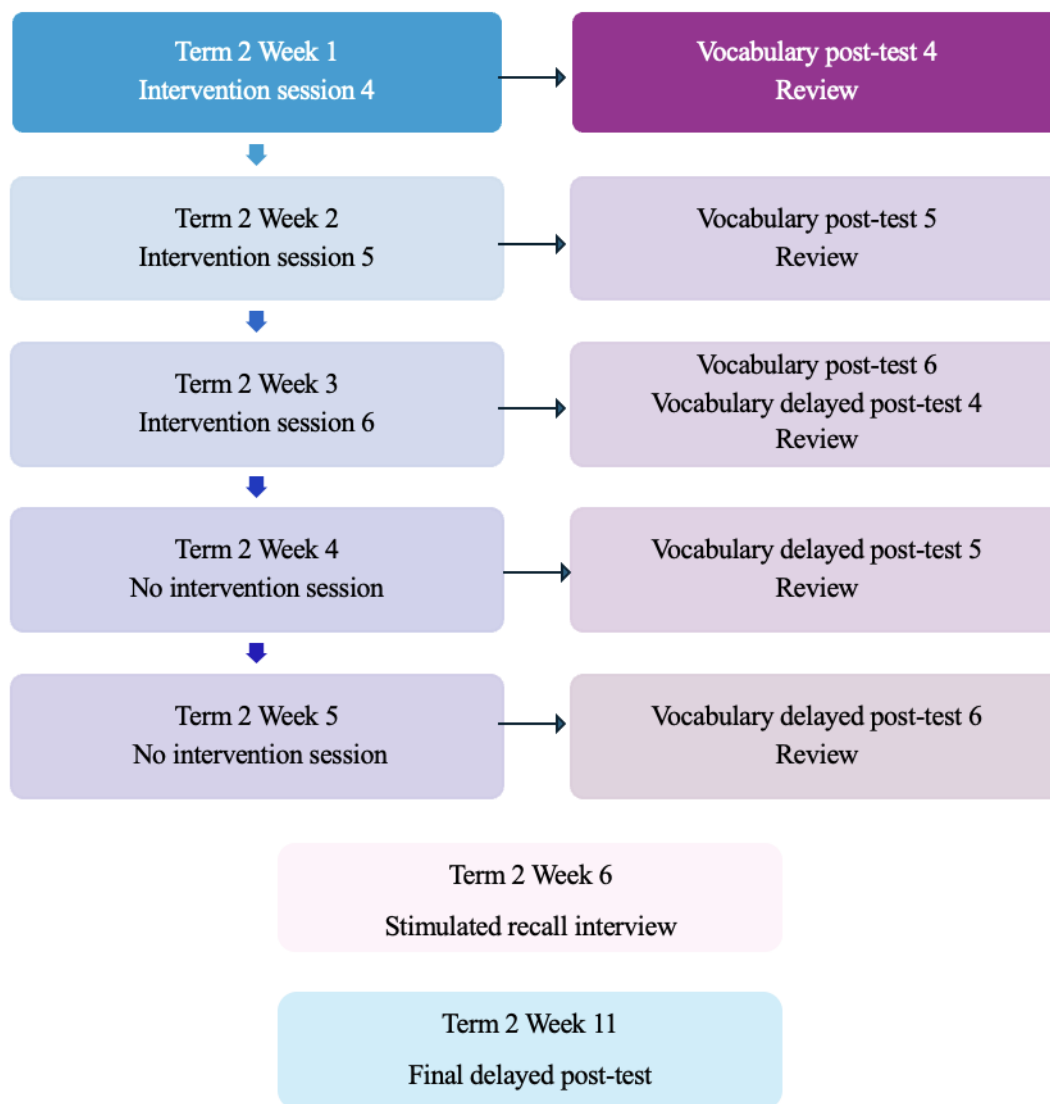 Term 2 Week 1
Intervention session 4
Vocabulary post-test 4
Review
Term 2 Week 2
Intervention session 5
Vocabulary post-test 5
Review
Term 2 Week 3
Intervention session 6
Vocabulary post-test 6
Vocabulary delayed post-test 4
Review
Term 2 Week 4
No intervention session
Vocabulary delayed post-test 5
Review
Term 2 Week 5
No intervention session
Vocabulary delayed post-test 6
Review
Term 2 Week 6
Stimulated recall interview
Term 2 Week 11
Final delayed post-test